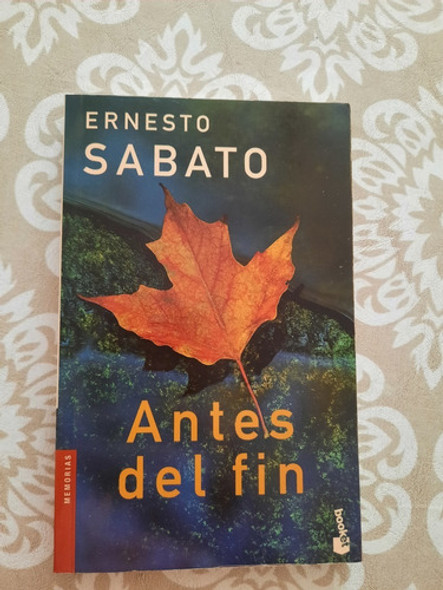 ERNESTO
SABATO
Antes
del fin
MEMORIAS
booket